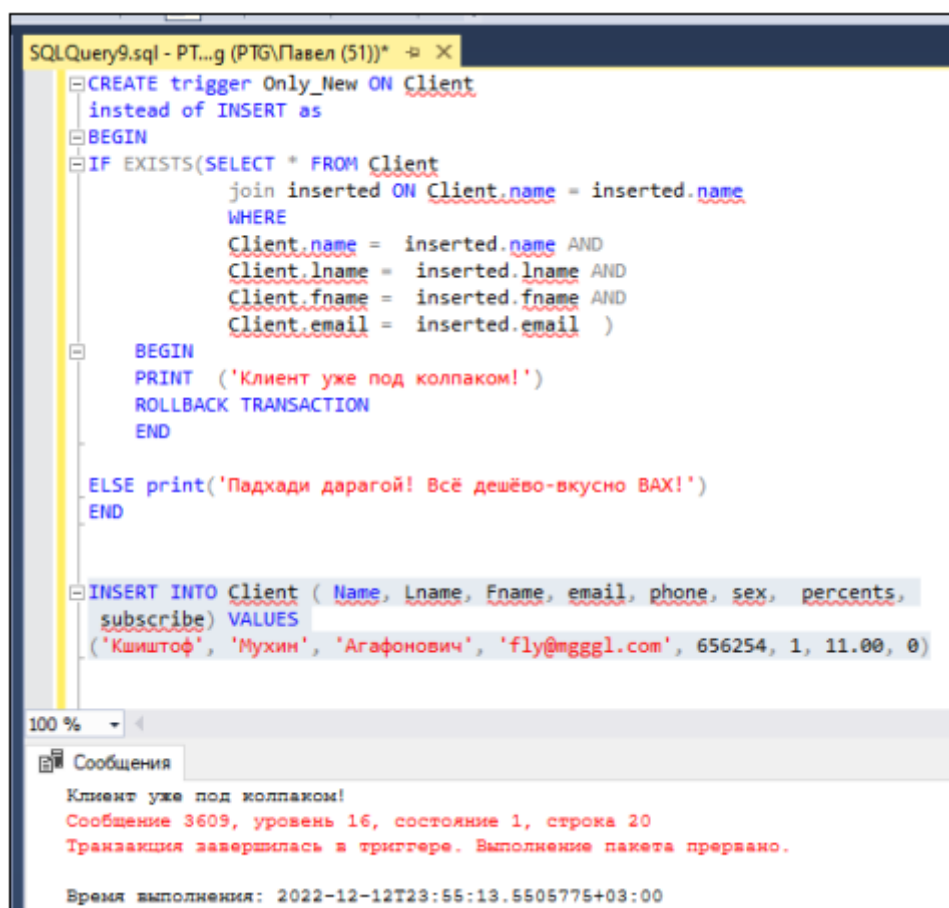 SQLQuery9.sql - PT...g (PTG\Павел (51))*
CREATE trigger Only_New ON Client
instead of INSERT as
BEGIN
IF EXISTS(SELECT * FROM Client
join inserted ON Client.name = inserted.name
WHERE
Client.name =  inserted.name AND
Client.lname =  inserted.lname AND
Client.fname =  inserted.fname AND
Client.email =  inserted.email  )
BEGIN
PRINT  ('Клиент уже под колпаком!')
ROLLBACK TRANSACTION
END
ELSE print('Падхади дарагой! Всё дешёво-вкусно ВАХ!')
END
INSERT INTO Client ( Name, Lname, Fname, email, phone, sex,  percents,
subscribe) VALUES
('Кшиштоф', 'Мухин', 'Агафонович', 'fly@mgggl.com', 656254, 1, 11.00, 0)
100 %
Сообщения
Клиент уже под колпаком!
Сообщение 3609, уровень 16, состояние 1, строка 20
Транзакция завершилась в триггере. Выполнение пакета прервано.
Время выполнения: 2022-12-12T23:55:13.5505775+03:00